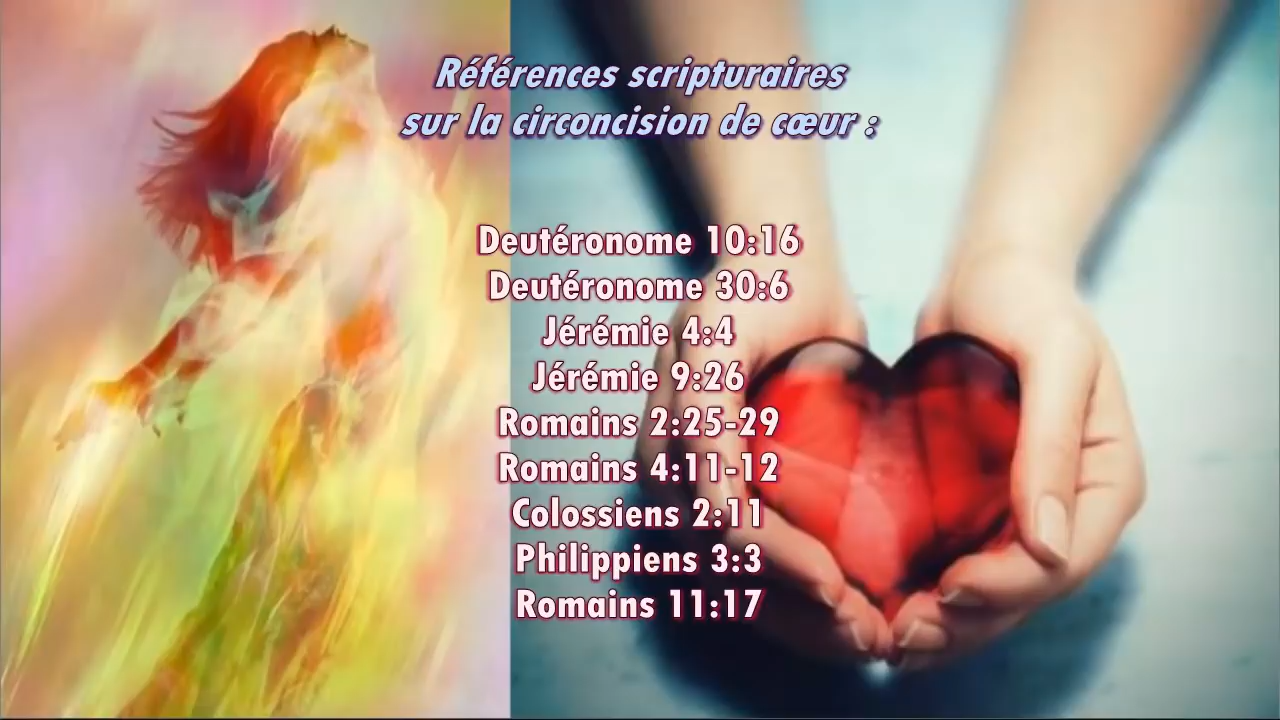 Références scripturaires
sur la circoncision de cœur :
Deutéronome 10:16
Deutéronome 30:6
Jérémie 4:4
Jérémie 9:26
Romains 2:25-29
Romains 4:11-12
Colossiens 2:11
Philippiens 3:3
Romains 11:17